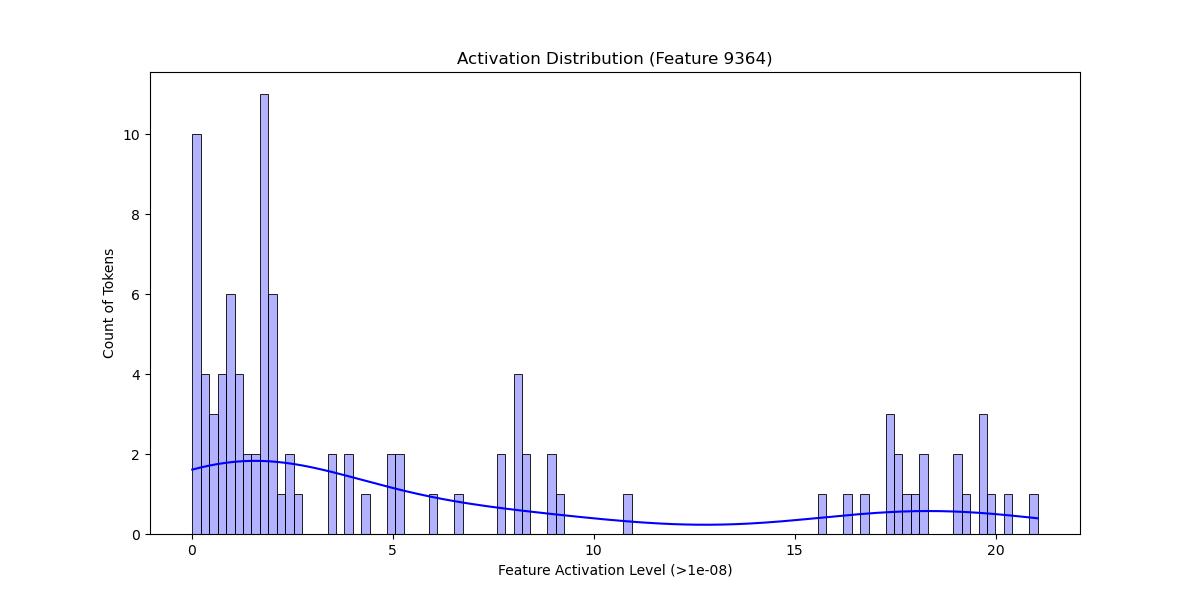 Activation Distribution (Feature 9364)
10
8
6
4
2
0
Count of Tokens
0 5 10 15 20
Feature Activation Level (>1e-08)